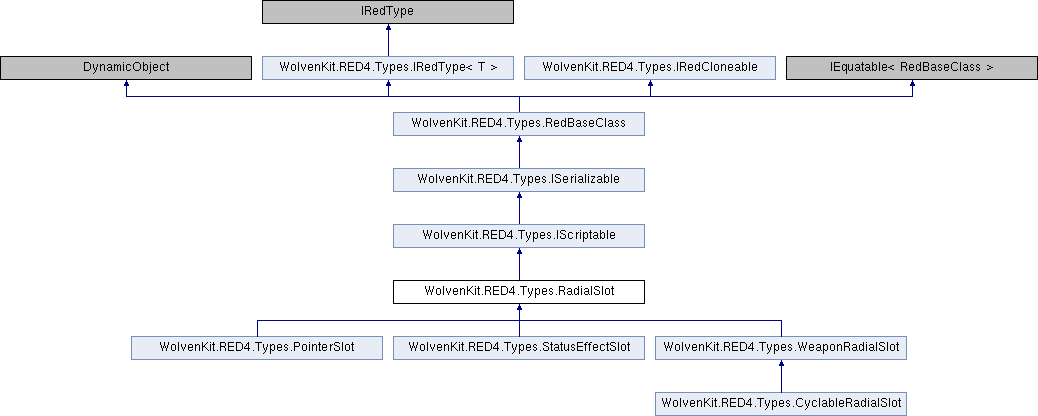 IRedType
DynamicObject
WolvenKit.RED4.Types.IRedType< T >
WolvenKit.RED4.Types.IRedCloneable
IEquatable< RedBaseClass >
WolvenKit.RED4.Types.RedBaseClass
WolvenKit.RED4.Types.ISerializable
WolvenKit.RED4.Types.IScriptable
WolvenKit.RED4.Types.RadialSlot
WolvenKit.RED4.Types.PointerSlot
WolvenKit.RED4.Types.StatusEffectSlot
WolvenKit.RED4.Types.WeaponRadialSlot
WolvenKit.RED4.Types.CyclableRadialSlot